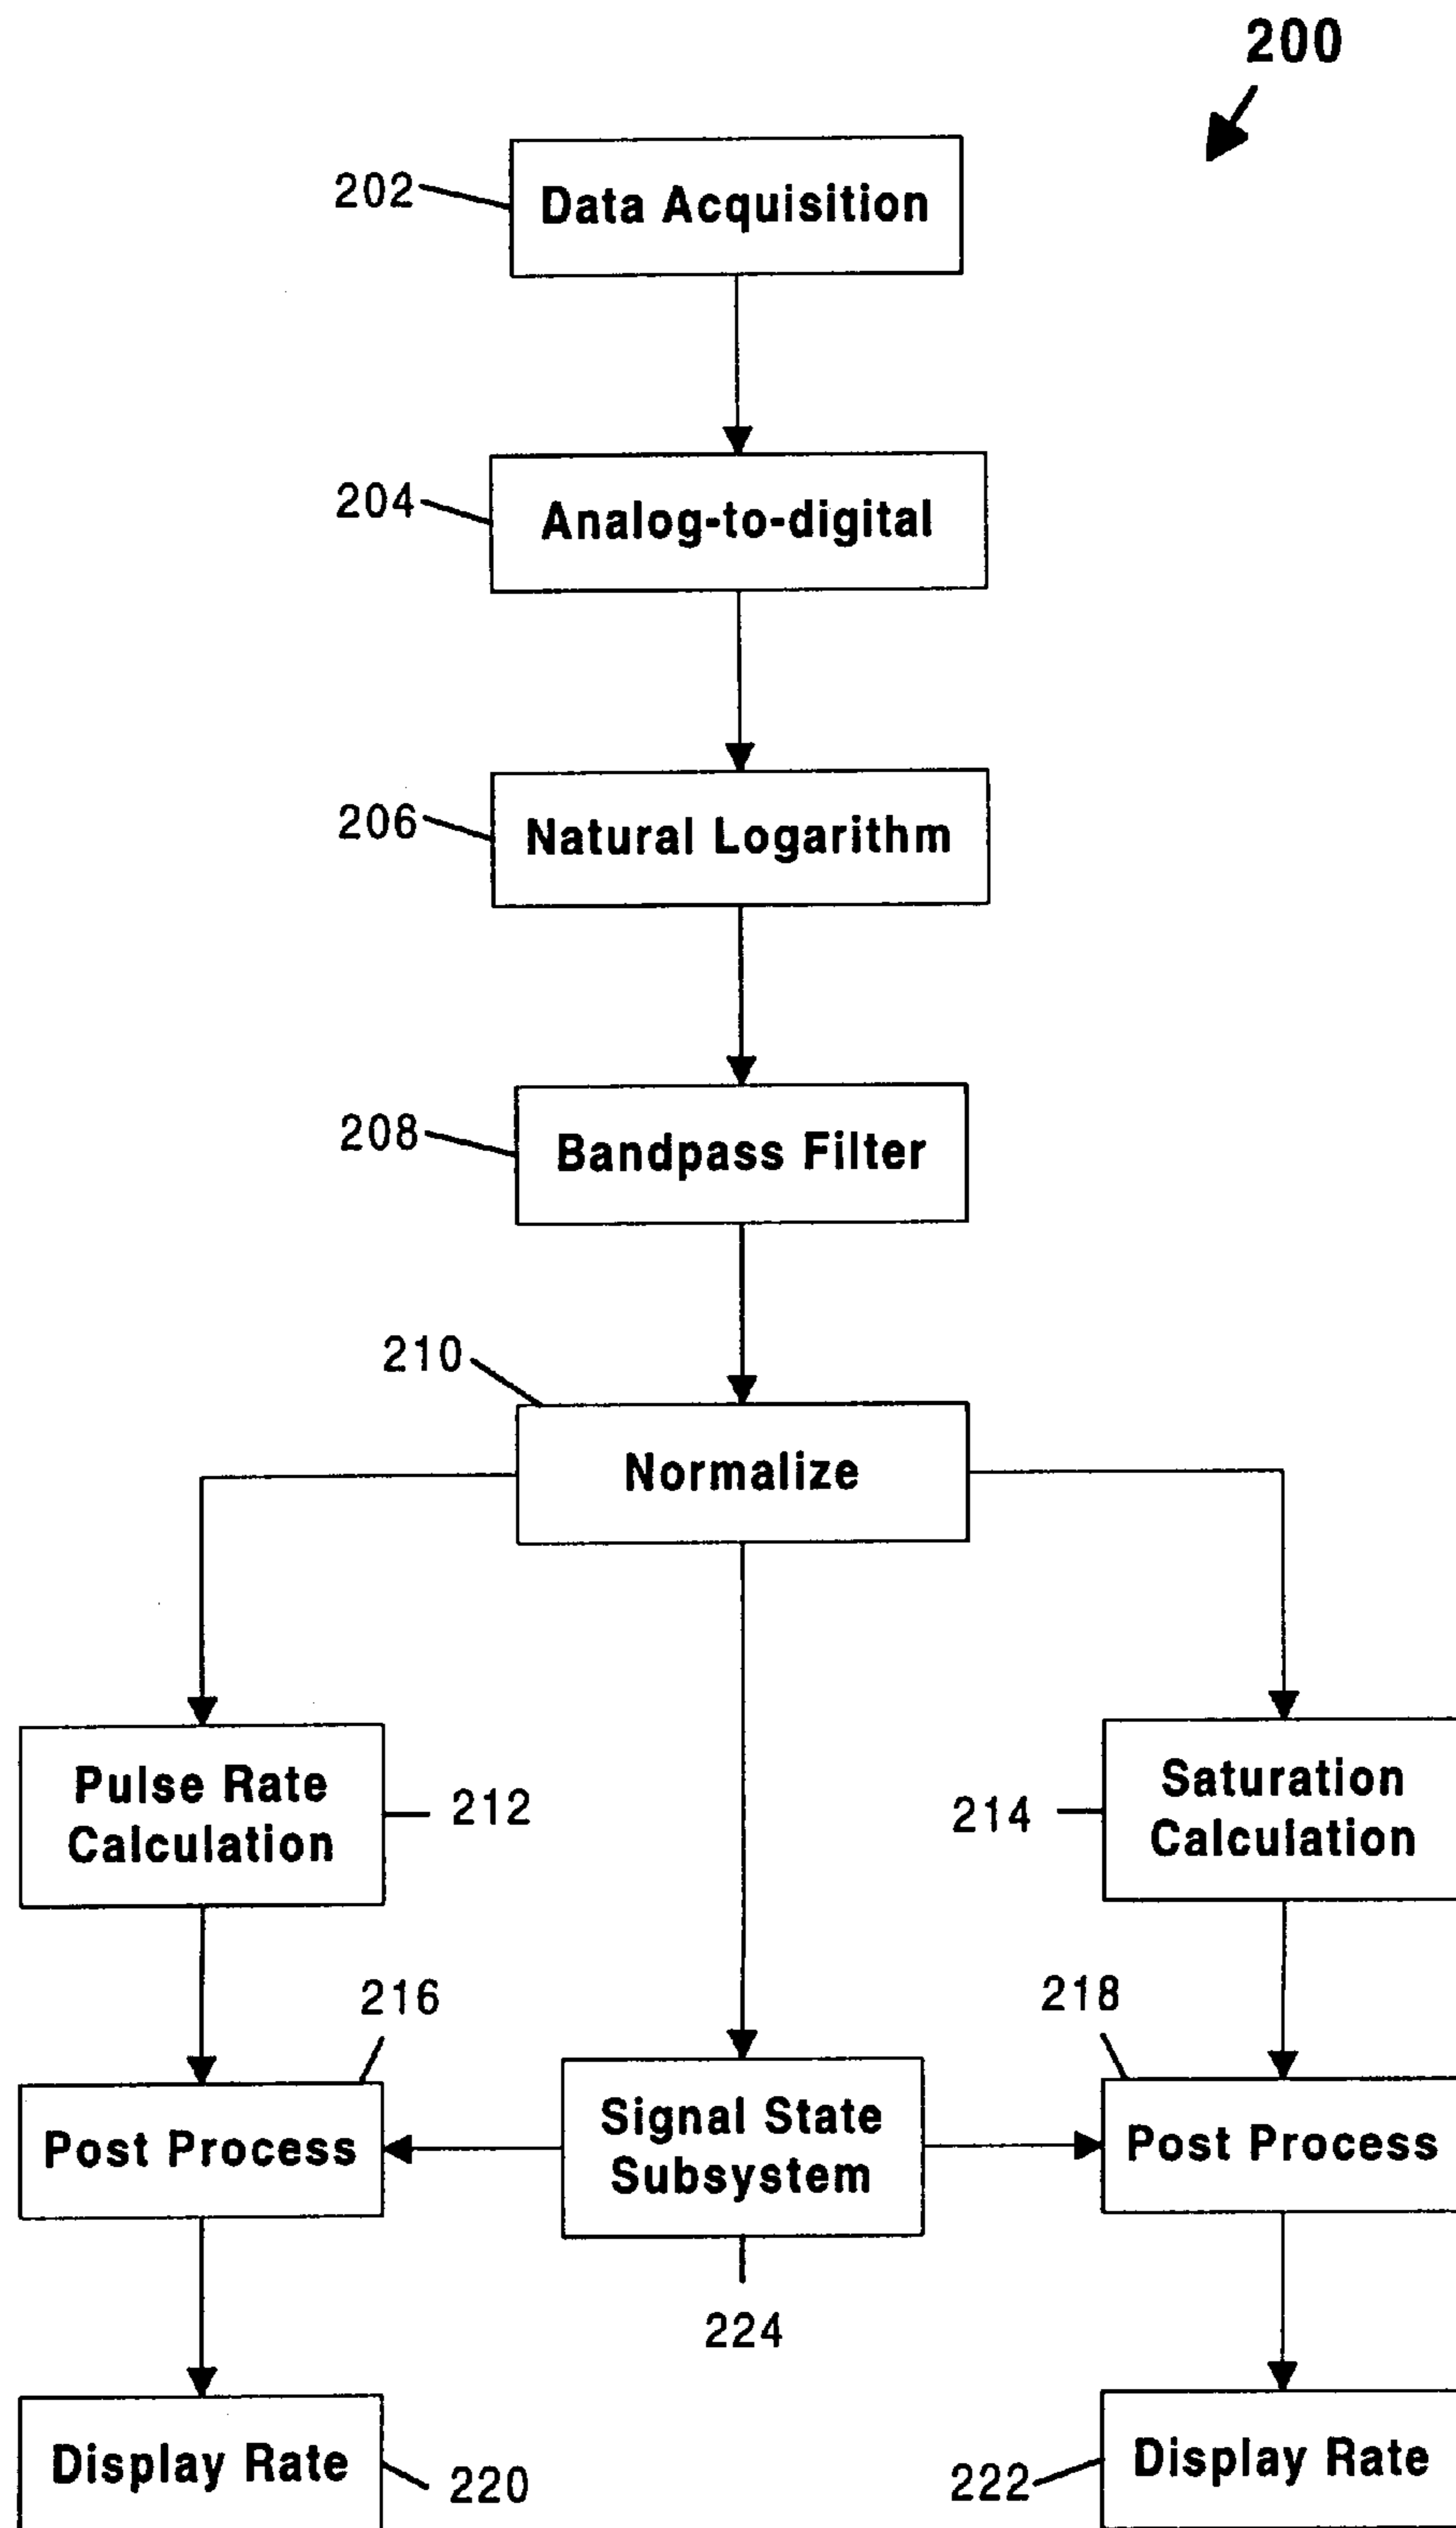 200
202
Data Acquisition
204
Analog-to-digital
206
Natural Logarithm
208
Bandpass Filter
210
Normalize
Pulse Rate
Calculation
212
214
Saturation
Calculation
216
218
Post Process
Signal State
Subsystem
Post Process
224
Display Rate
220
222
Display Rate